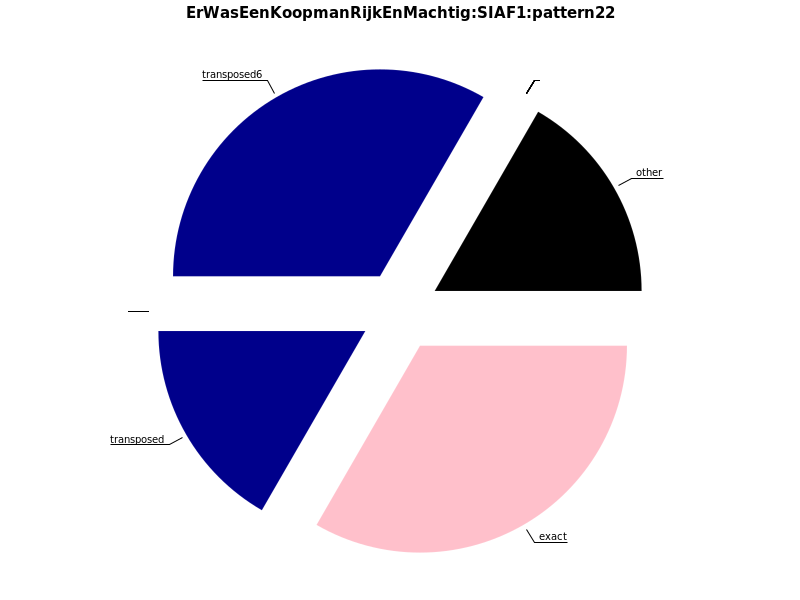 ErWasEenKoopmanRijkEnMachtig:SIAF1:pattern22
transposed6
other
transposed
exact